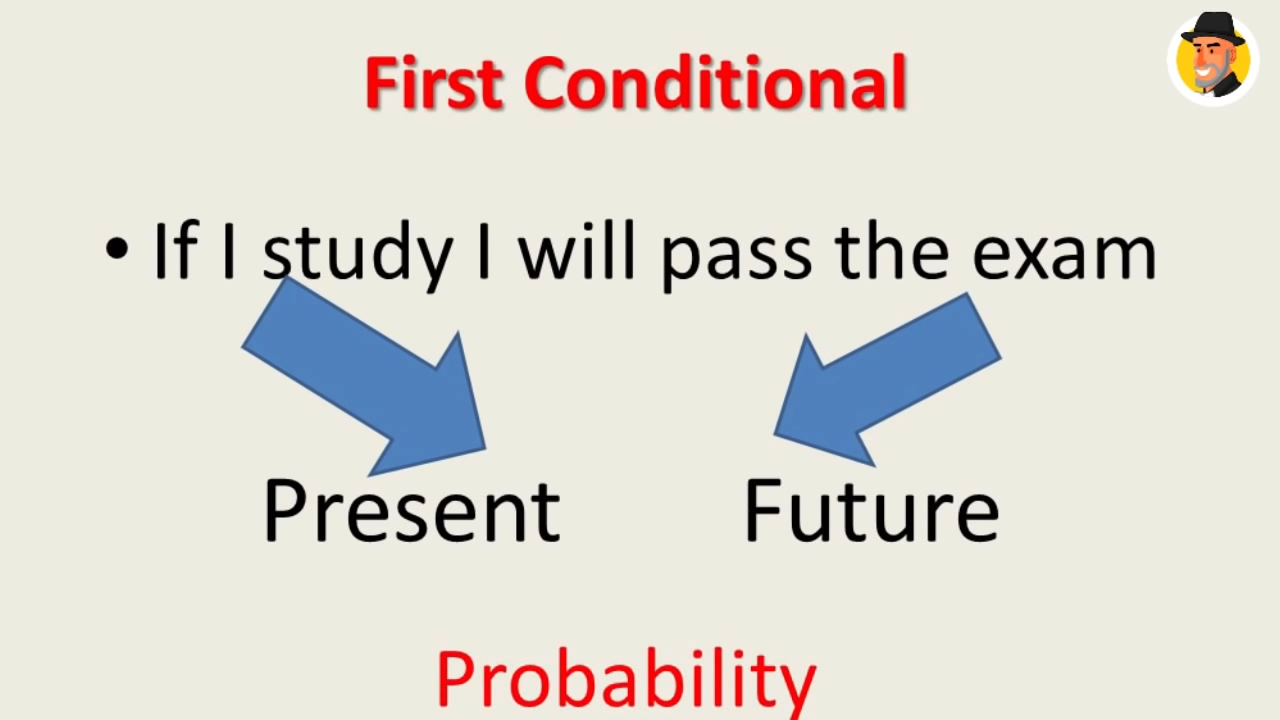 First Conditional
• If I study I will pass the exam
Present Future
Probability